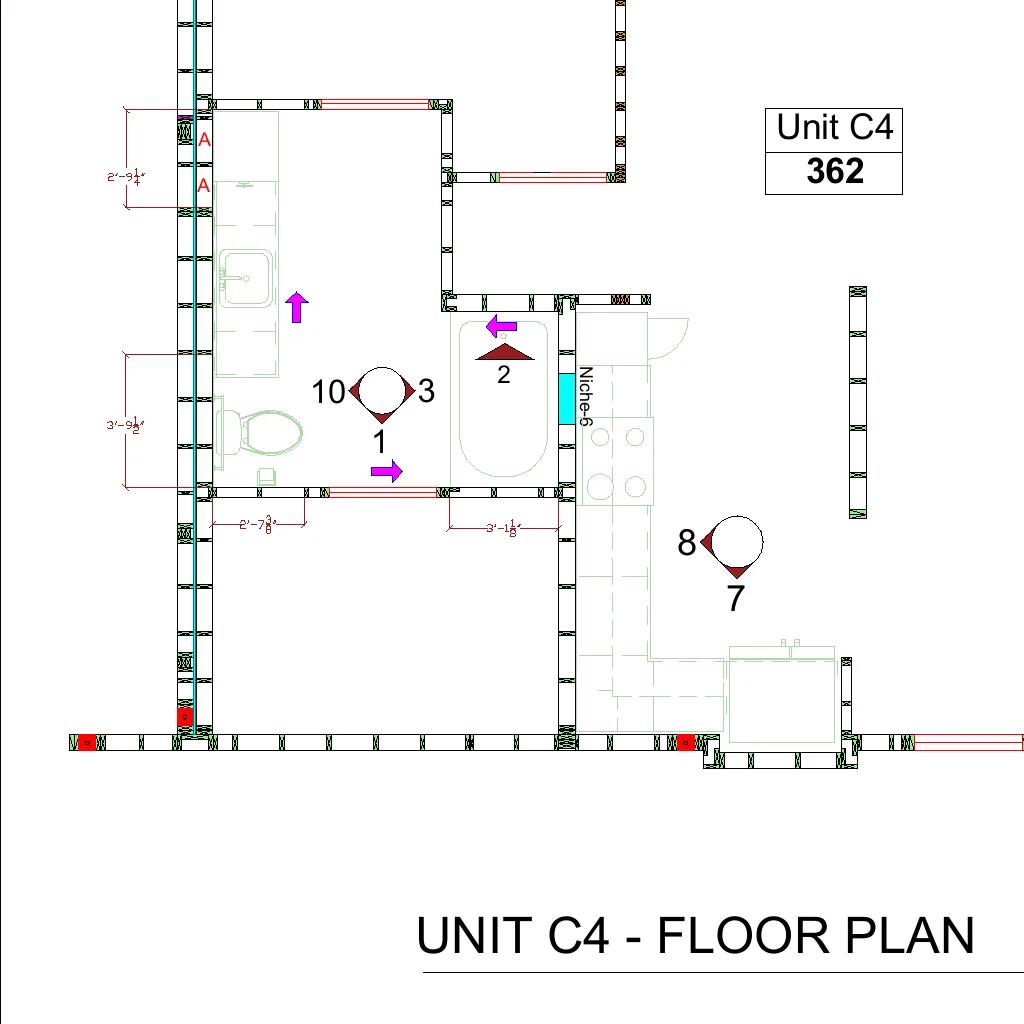 Unit C4
362
A
2'-9 1/4"
A
2
10
3
Niche-6
1
3'-9 1/2"
2'-7 3/8"
3'-1 1/8"
8
7
UNIT C4 - FLOOR PLAN